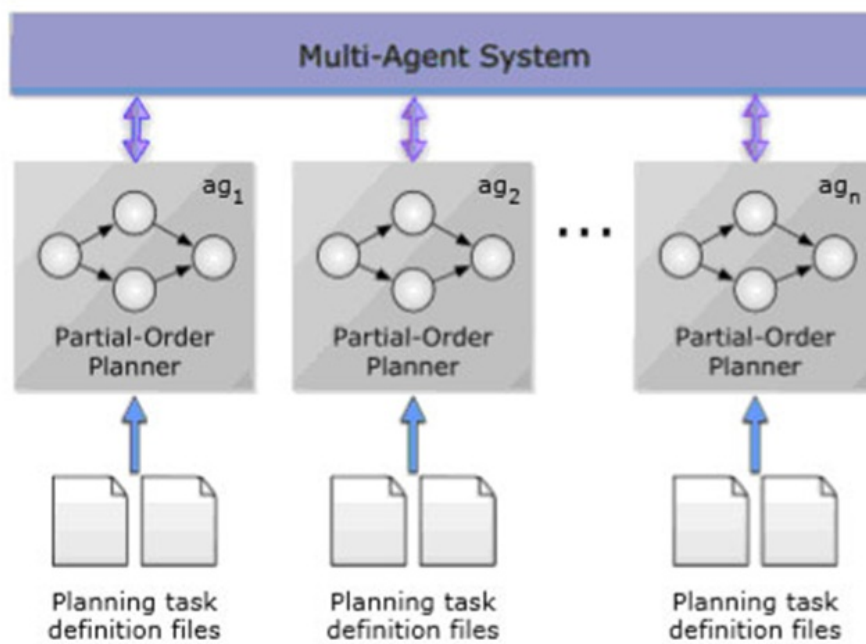 Multi-Agent System
ag1
ag2
...
agn
Partial-Order
Planner
Partial-Order
Planner
Partial-Order
Planner
Planning task
definition files
Planning task
definition files
Planning task
definition files